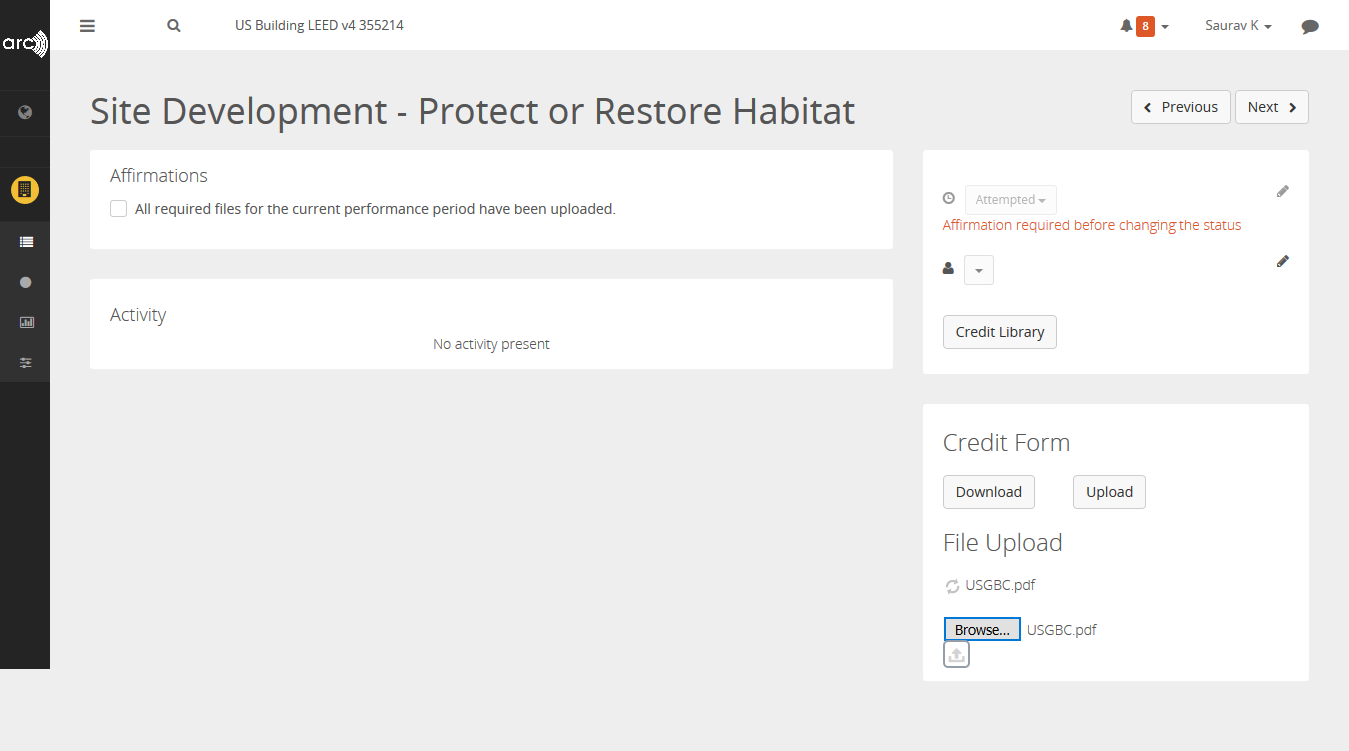 arc
US Building LEED v4 355214
8
Saurav K
Site Development - Protect or Restore Habitat
Previous
Next
Affirmations
All required files for the current performance period have been uploaded.
Attempted
Affirmation required before changing the status
Activity
No activity present
Credit Library
Credit Form
Download
Upload
File Upload
USGBC.pdf
Browse... USGBC.pdf